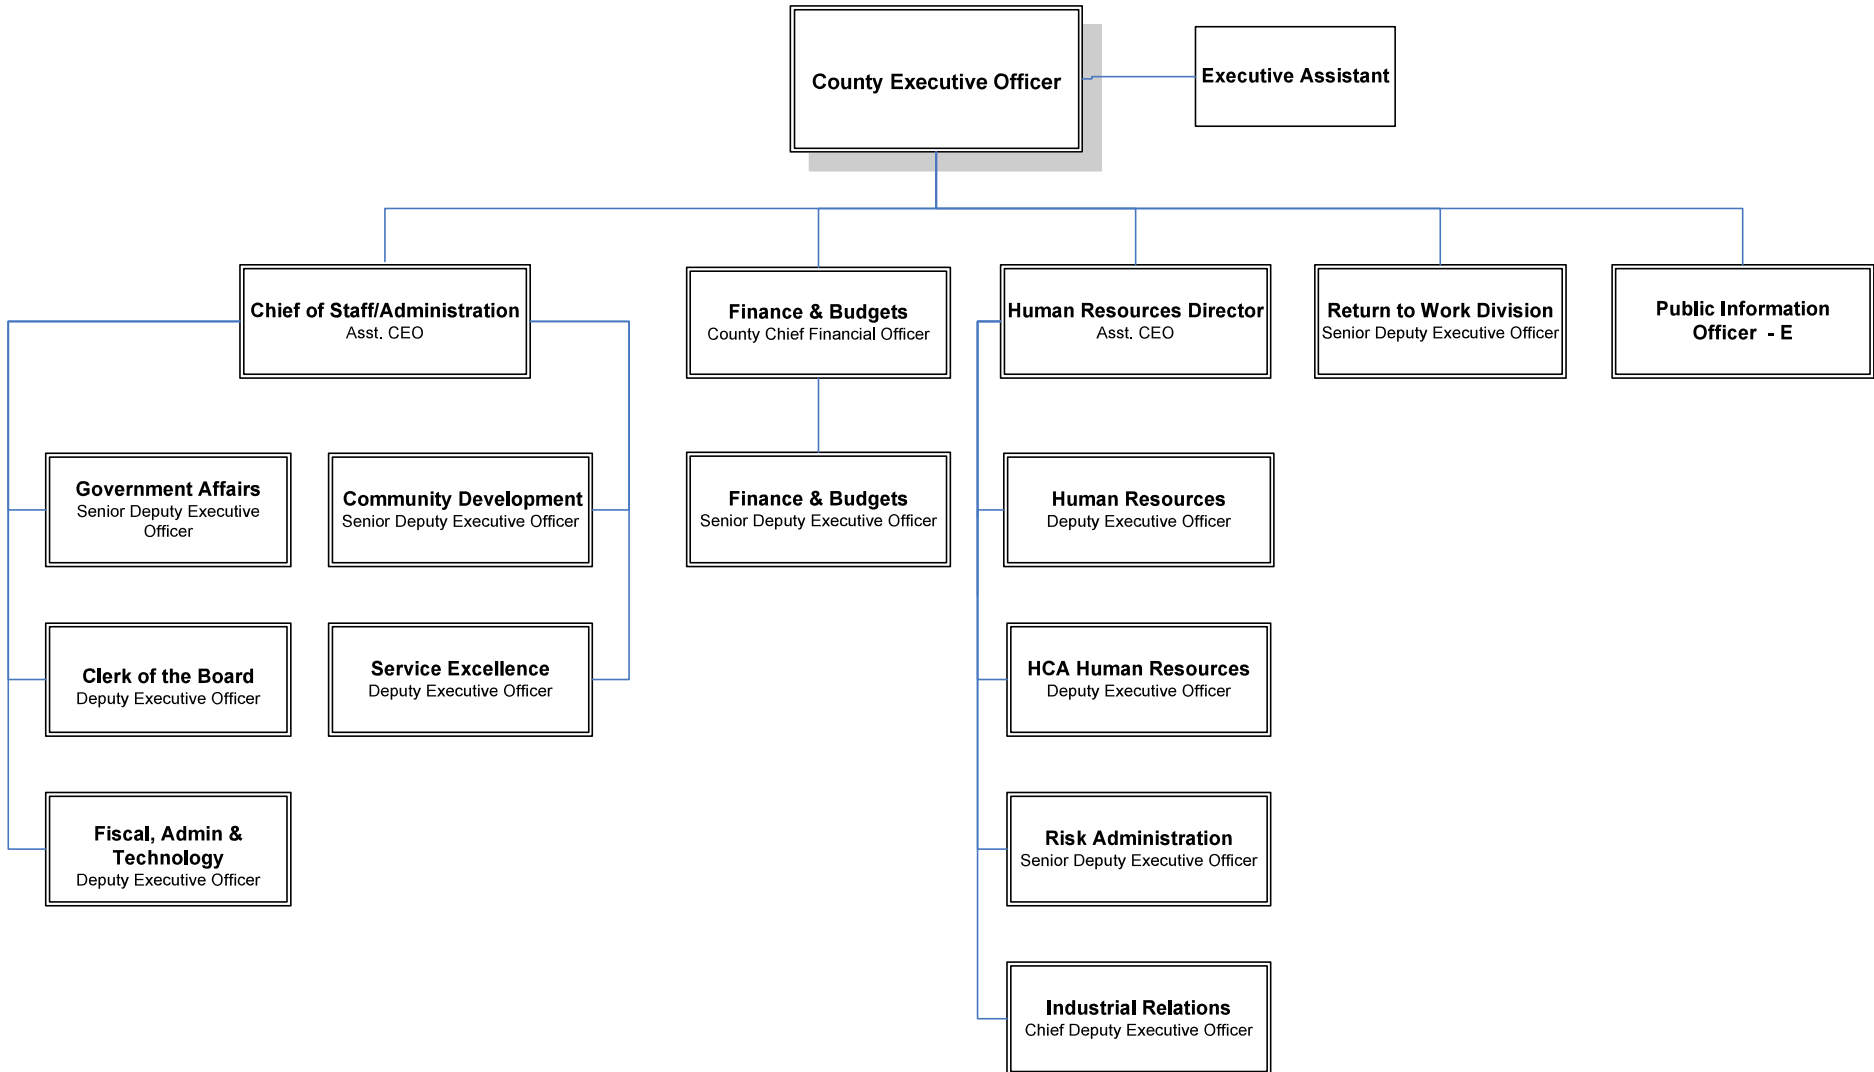 County Executive Officer
Executive Assistant
Chief of Staff/Administration
Asst. CEO
Finance & Budgets
County Chief Financial Officer
Human Resources Director
Asst. CEO
Return to Work Division
Senior Deputy Executive Officer
Public Information
Officer - E
Government Affairs
Senior Deputy Executive
Officer
Community Development
Senior Deputy Executive Officer
Finance & Budgets
Senior Deputy Executive Officer
Human Resources
Deputy Executive Officer
Clerk of the Board
Deputy Executive Officer
Service Excellence
Deputy Executive Officer
HCA Human Resources
Deputy Executive Officer
Fiscal, Admin &
Technology
Deputy Executive Officer
Risk Administration
Senior Deputy Executive Officer
Industrial Relations
Chief Deputy Executive Officer